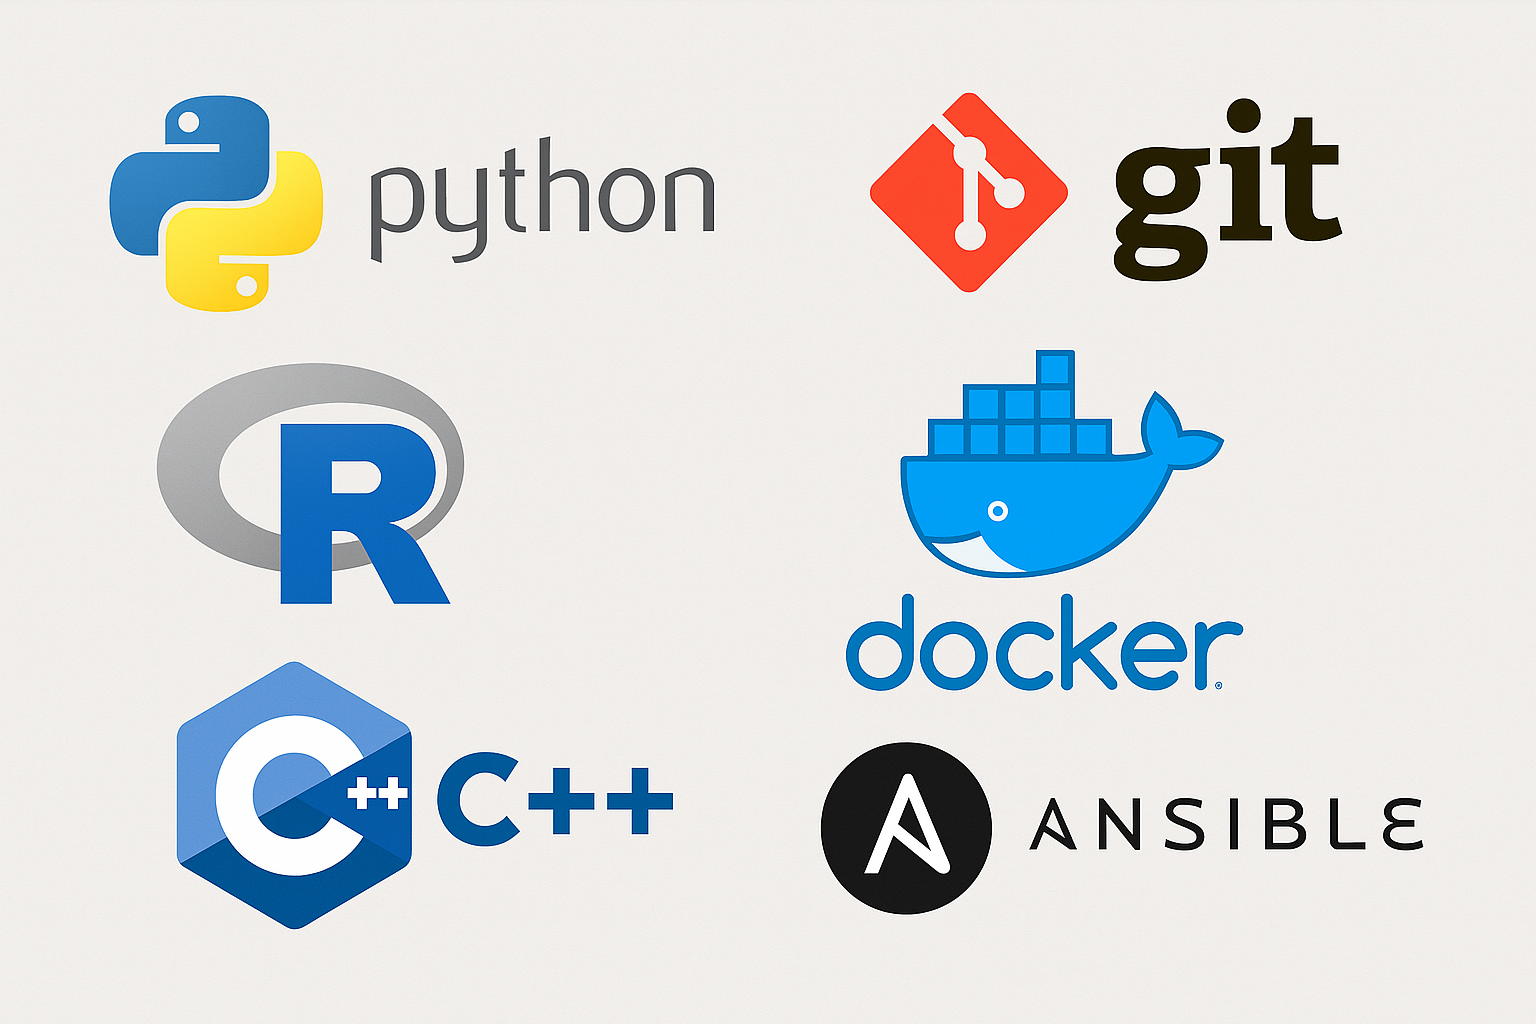 python
git
R
docker
C++
C++
ANSIBLE